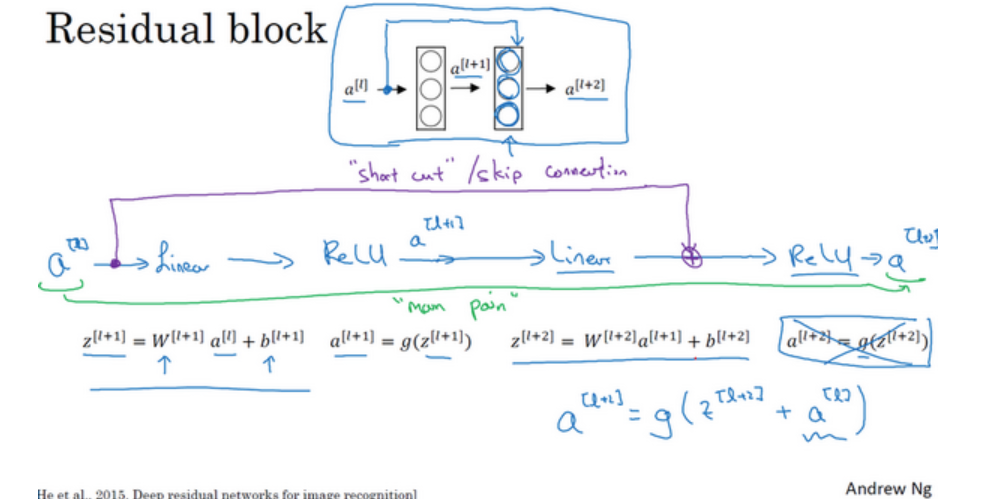 Residual block
a[l] a[l+1] a[l+2]
"short cut" /skip connection
a[l] Linear ReLU a[l+1] Linear ReLU a
"main path"
z[l+1] = W[l+1] a[l] + b[l+1] a[l+1] = g(z[l+1]) z[l+2] = W[l+2]a[l+1] + b[l+2] a[l+2] = g(z[l+2])
a[l+2] = g(z[l+2] + a[l])
He et al., 2015. Deep residual networks for image recognition]
Andrew Ng